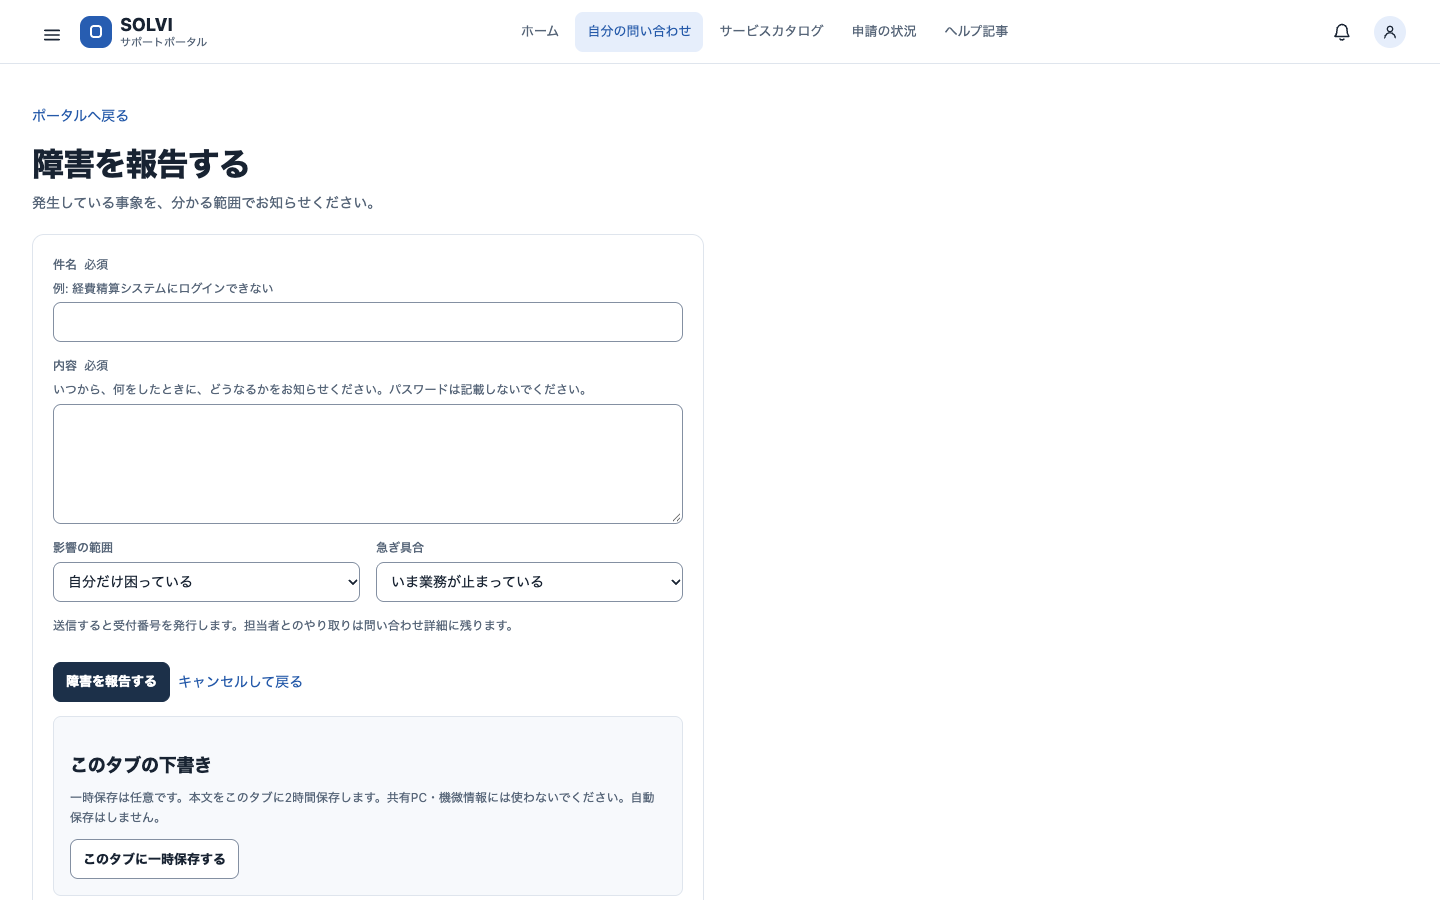 SOLVI
サポートポータル
ホーム
自分の問い合わせ
サービスカタログ
申請の状況
ヘルプ記事
ポータルへ戻る
障害を報告する
発生している事象を、分かる範囲でお知らせください。
件名 必須
例: 経費精算システムにログインできない
内容 必須
いつから、何をしたときに、どうなるかをお知らせください。パスワードは記載しないでください。
影響の範囲
急ぎ具合
自分だけ困っている
いま業務が止まっている
送信すると受付番号を発行します。担当者とのやり取りは問い合わせ詳細に残ります。
障害を報告する
キャンセルして戻る
このタブの下書き
一時保存は任意です。本文をこのタブに2時間保存します。共有PC・機微情報には使わないでください。自動
保存はしません。
このタブに一時保存する